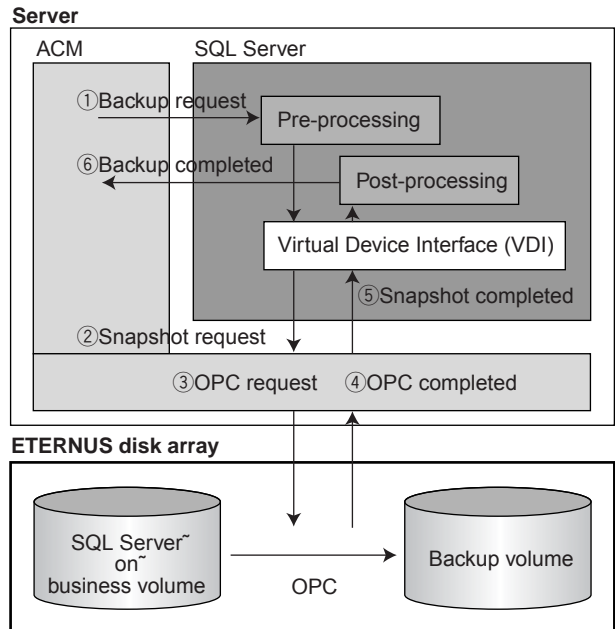 Server
ACM
SQL Server
①Backup request
Pre-processing
⑥Backup completed
Post-processing
Virtual Device Interface (VDI)
⑤Snapshot completed
②Snapshot request
③OPC request
④OPC completed
ETERNUS disk array
SQL Server˜
on˜
business volume
OPC
Backup volume